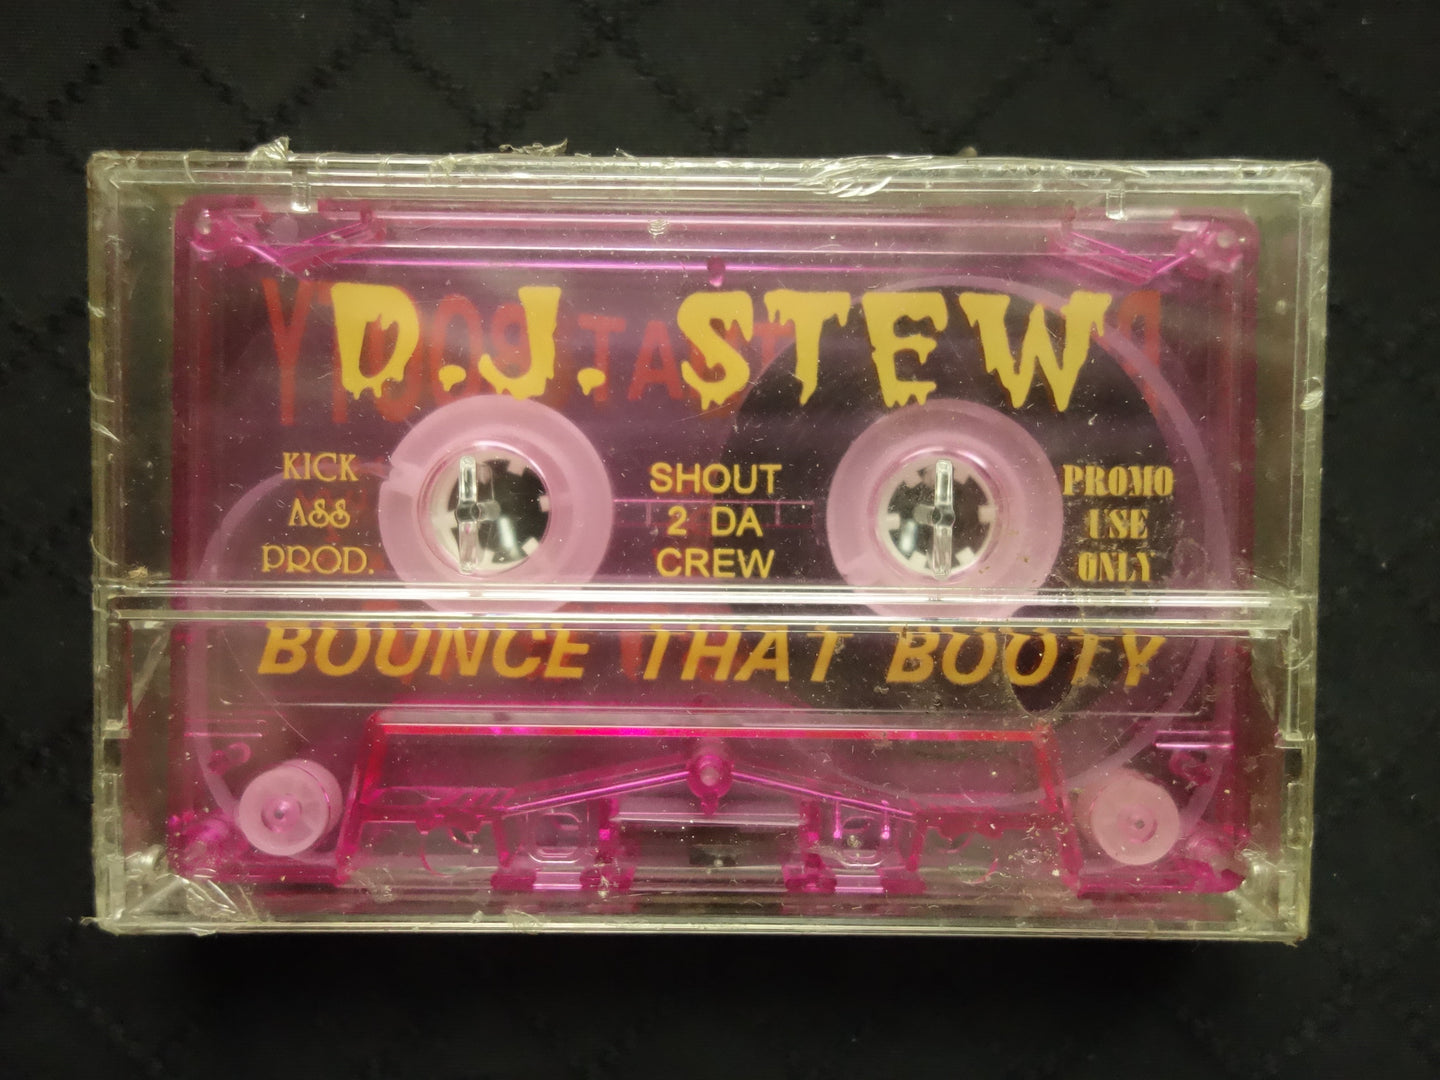 D.J. STEW
KICK
ASS
PROD.
SHOUT
2 DA
CREW
PROMO
USE
ONLY
BOUNCE THAT BOOTY